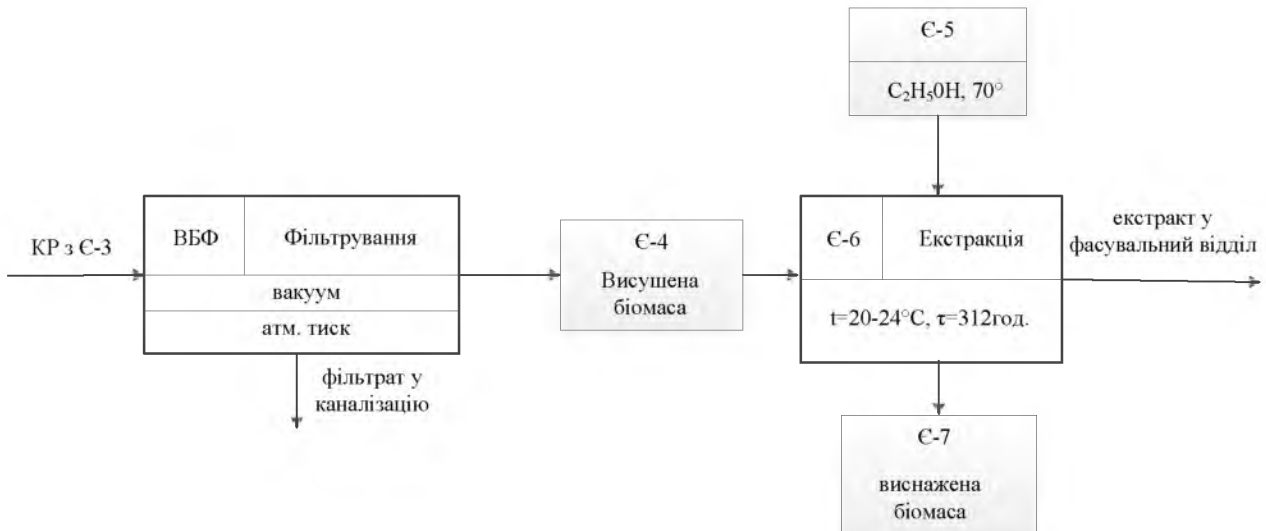 Є-5
C₂H₅0H, 70°
КР з Є-3
ВБФ
Фільтрування
вакуум
атм. тиск
фільтрат у
каналізацію
Є-4
Висушена
біомаса
Є-6
Екстракція
t=20-24°C, τ=312год.
екстракт у
фасувальний відділ
Є-7
виснажена
біомаса